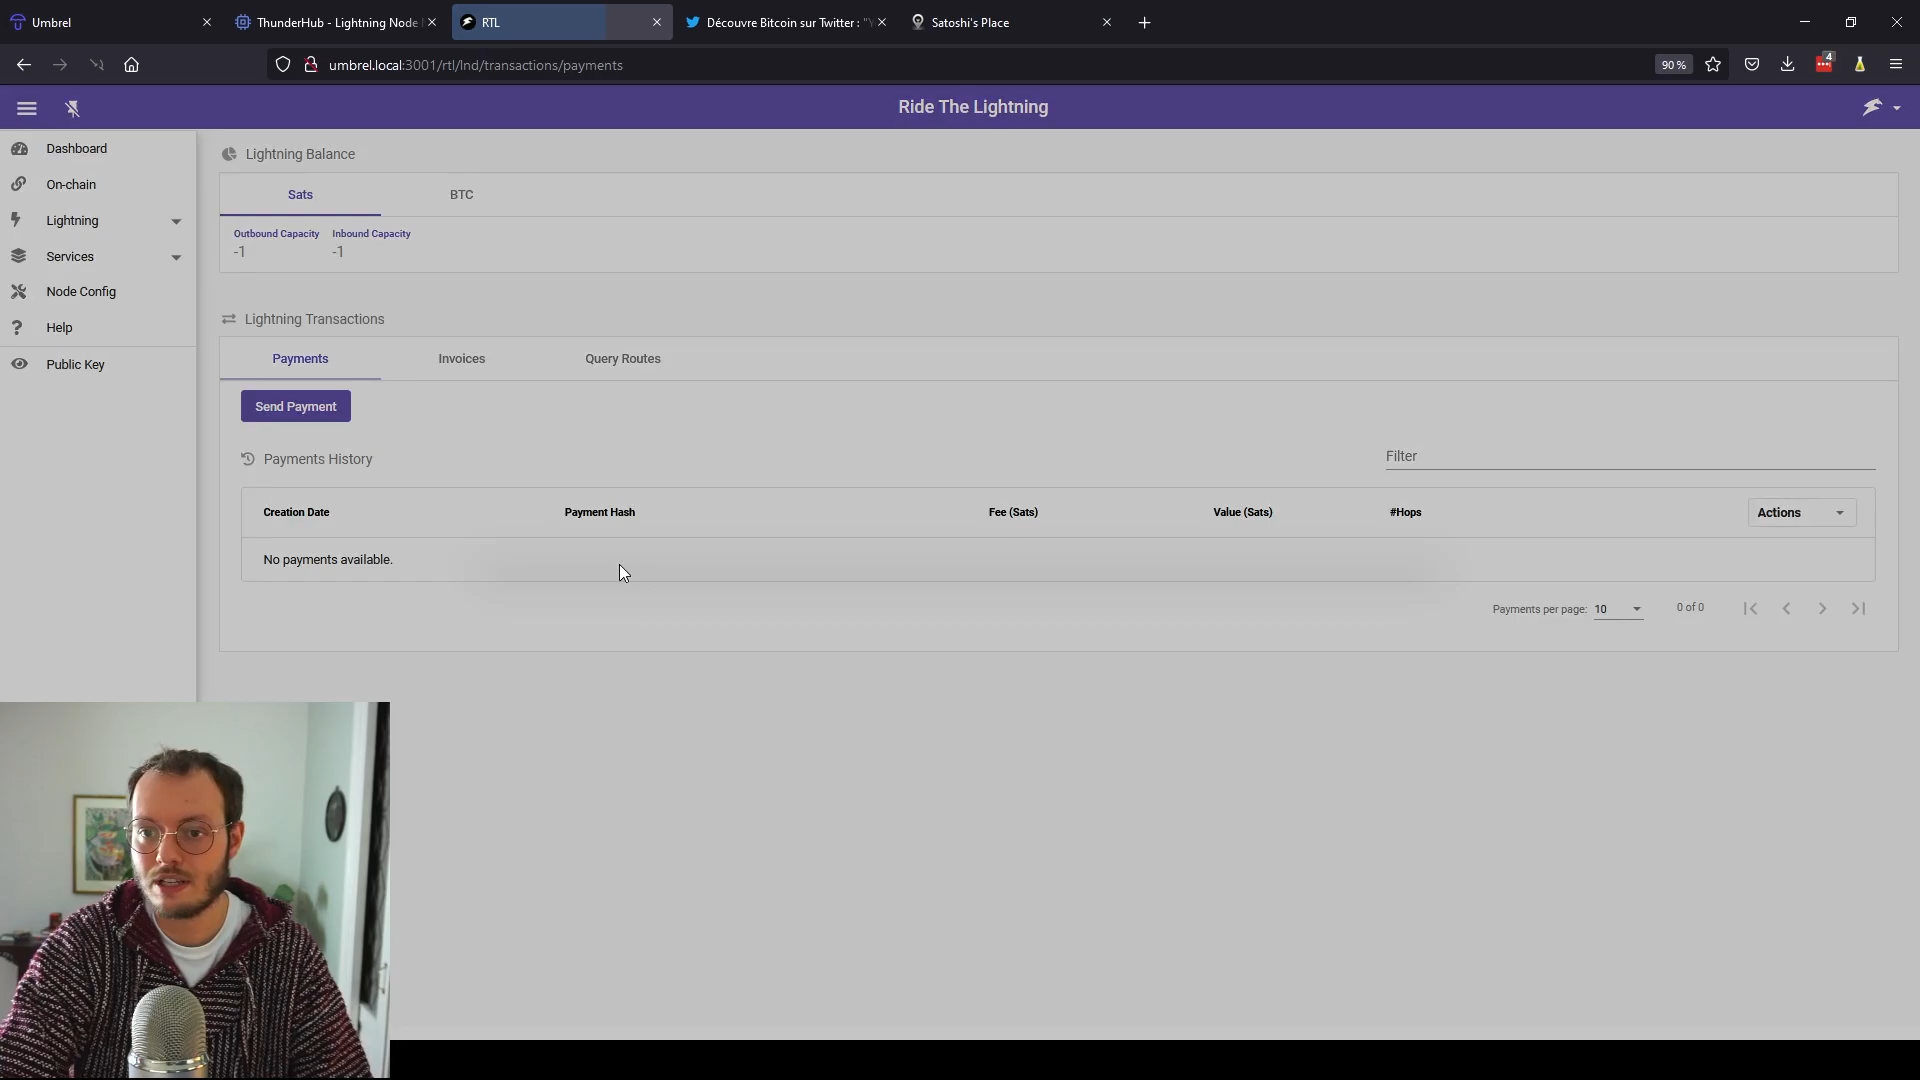 Umbrel
ThunderHub - Lightning Node
RTL
Découvre Bitcoin sur Twitter : "Y
Satoshi's Place
umbrel.local:3001/rtl/lnd/transactions/payments
90 %
4
Ride The Lightning
Dashboard
On-chain
Lightning
Services
Node Config
Help
Public Key
Lightning Balance
Sats BTC
Outbound Capacity Inbound Capacity
-1 -1
Lightning Transactions
Payments Invoices Query Routes
Send Payment
Payments History
Filter
Creation Date Payment Hash Fee (Sats) Value (Sats) #Hops Actions
No payments available.
Payments per page: 10 0 of 0